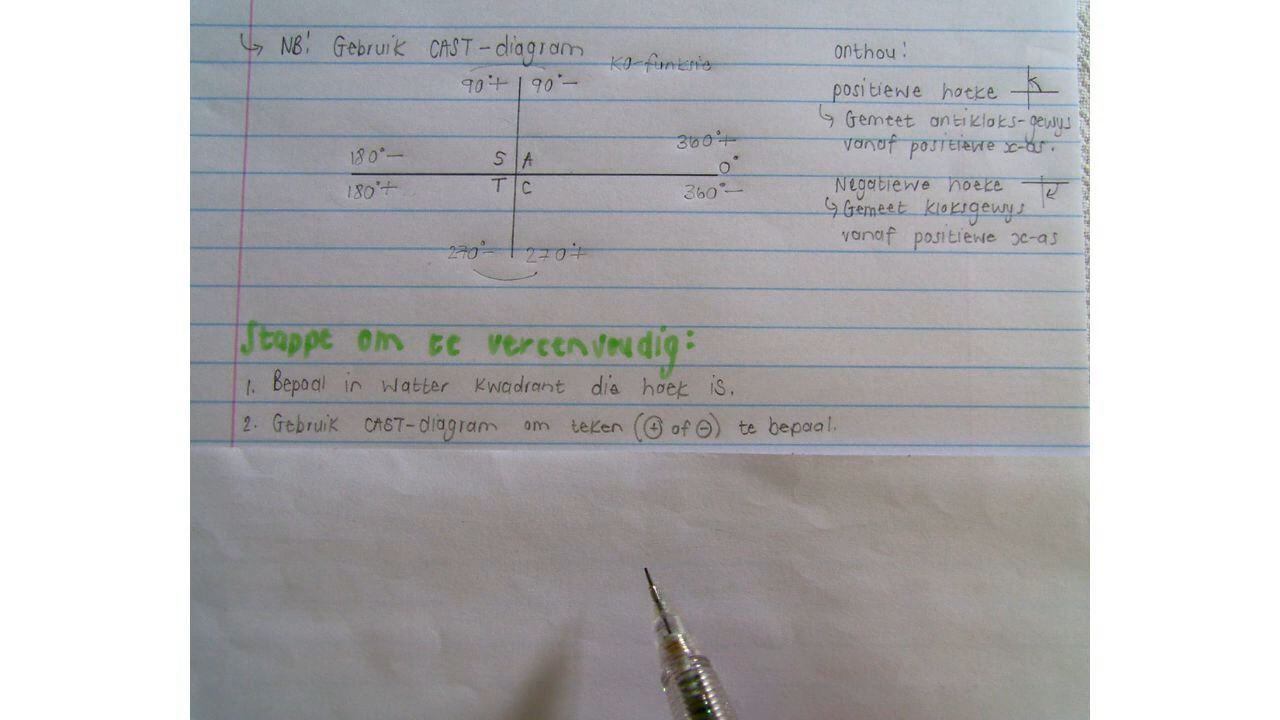 ↳ NB! Gebruik CAST-diagram
ko-funksie
90°+ 90°-
180°- S A 360°+
0°
180°+ T C 360°-
270°- 270°+
onthou!
positiewe hoeke
↳ Gemeet antikloks-gewys
vanaf positiewe x-as.
Negatiewe hoeke
↳ Gemeet kloksgewys
vanaf positiewe x-as
Stappe om te vereenvoudig:
1. Bepaal in watter kwadrant die hoek is.
2. Gebruik CAST-diagram om teken (⊕ of ⊖) te bepaal.